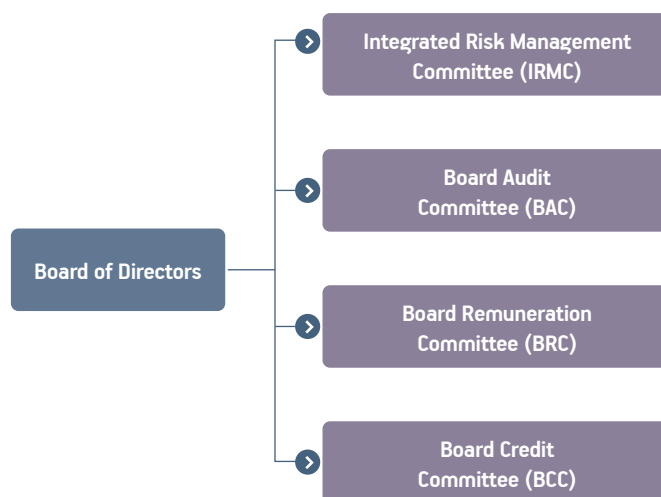 Integrated Risk Management
Committee (IRMC)
Board Audit
Committee (BAC)
Board of Directors
Board Remuneration
Committee (BRC)
Board Credit
Committee (BCC)